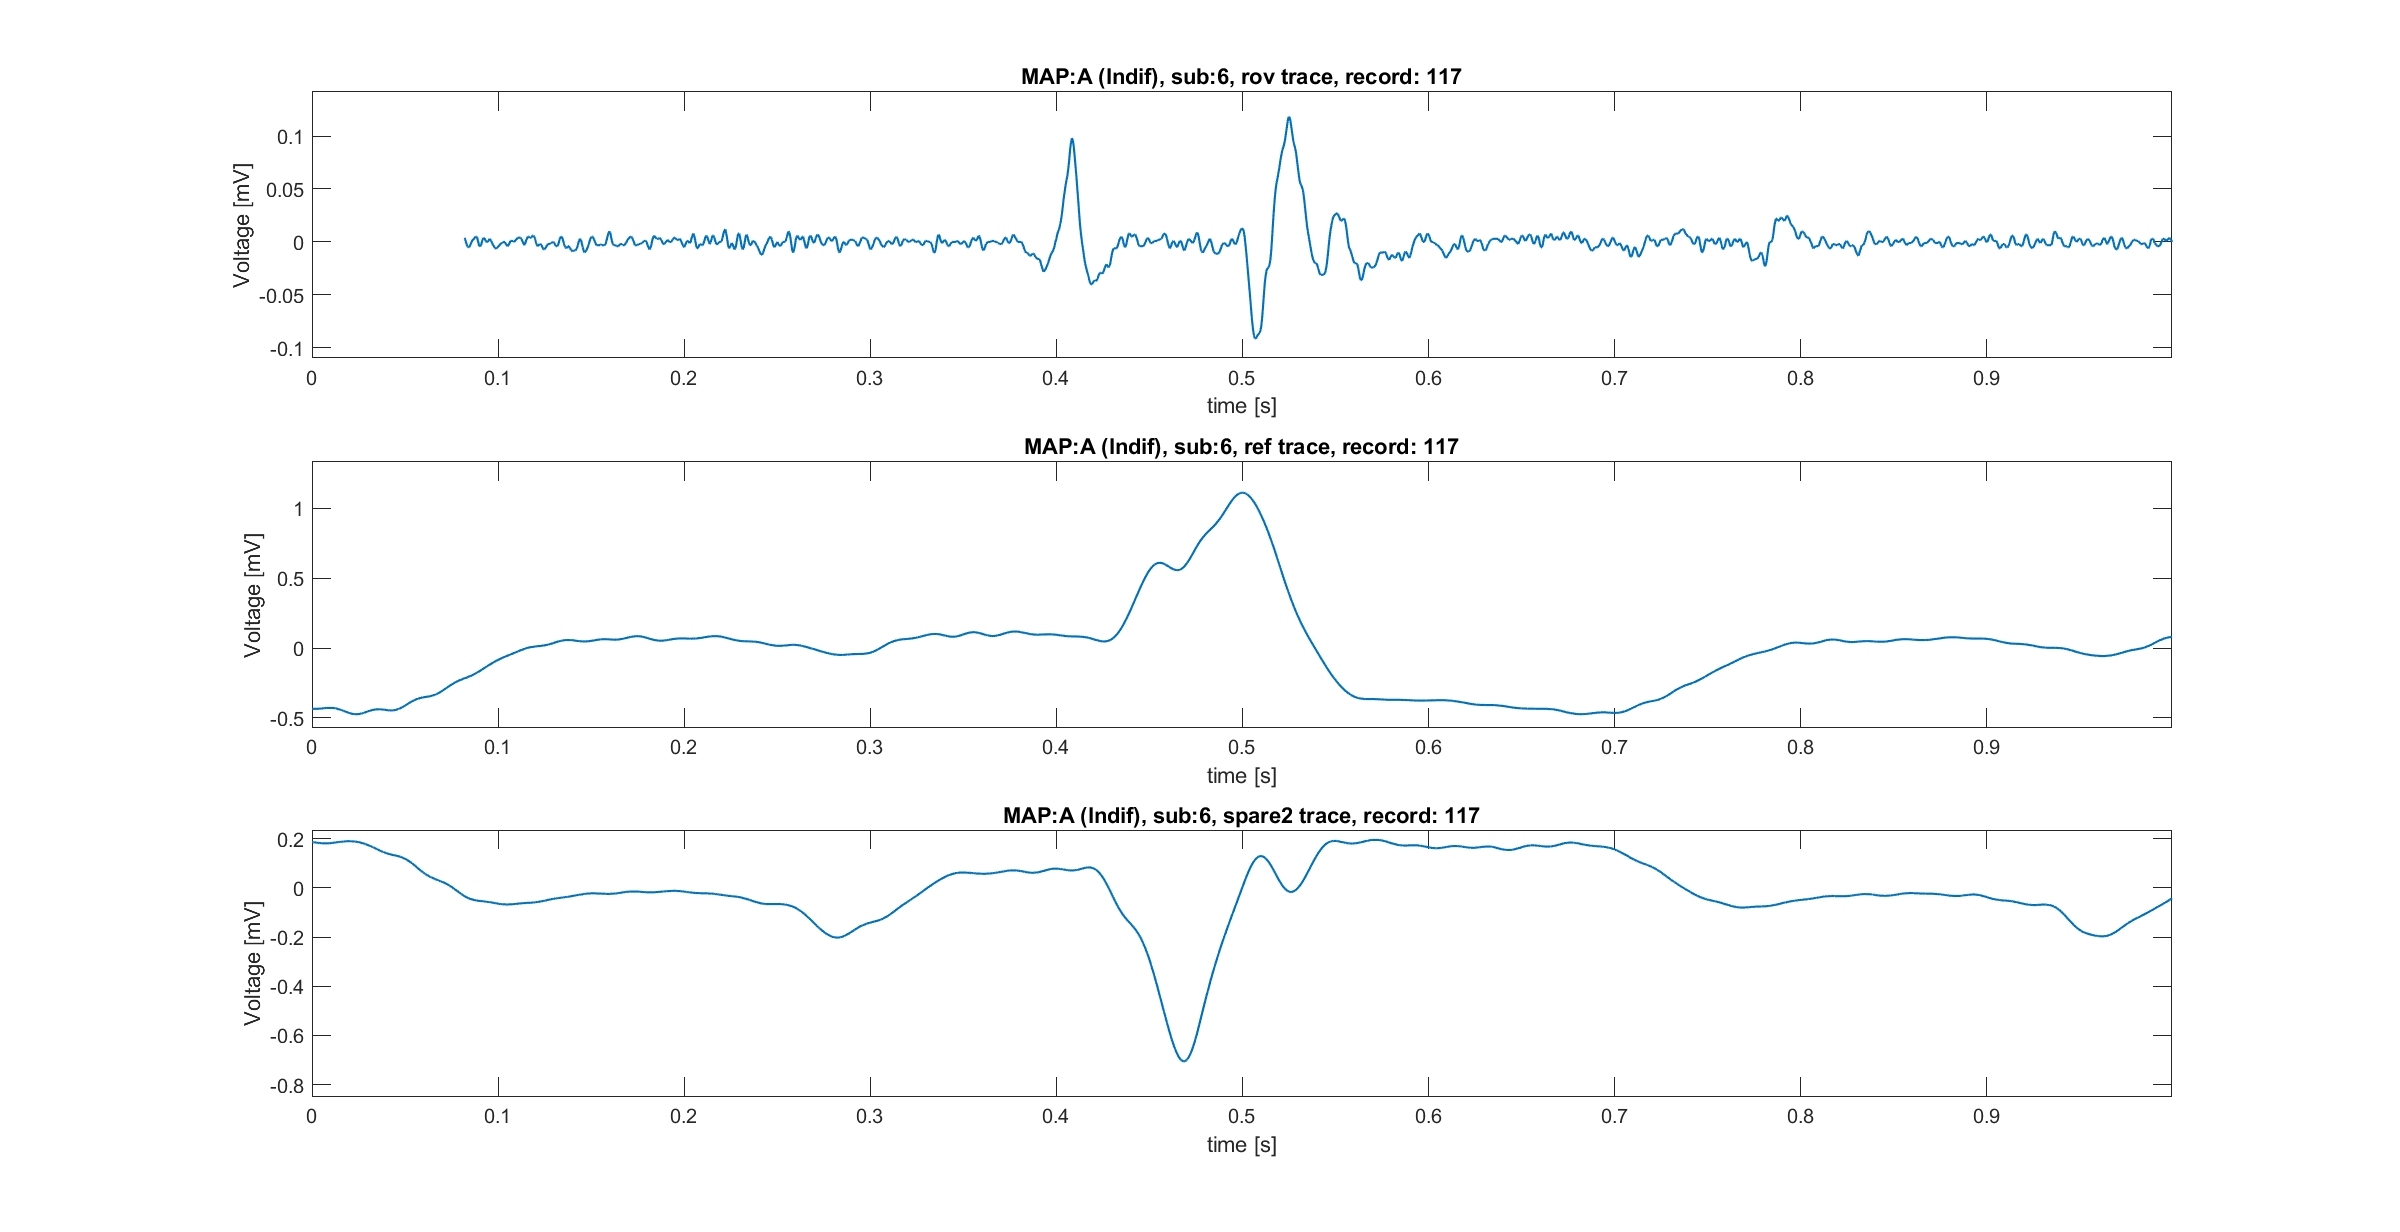 MAP:A (Indif), sub:6, rov trace, record: 117
Voltage [mV]
0.1
0.05
0
-0.05
-0.1
0 0.1 0.2 0.3 0.4 0.5 0.6 0.7 0.8 0.9
time [s]
MAP:A (Indif), sub:6, ref trace, record: 117
Voltage [mV]
1
0.5
0
-0.5
0 0.1 0.2 0.3 0.4 0.5 0.6 0.7 0.8 0.9
time [s]
MAP:A (Indif), sub:6, spare2 trace, record: 117
Voltage [mV]
0.2
0
-0.2
-0.4
-0.6
-0.8
0 0.1 0.2 0.3 0.4 0.5 0.6 0.7 0.8 0.9
time [s]